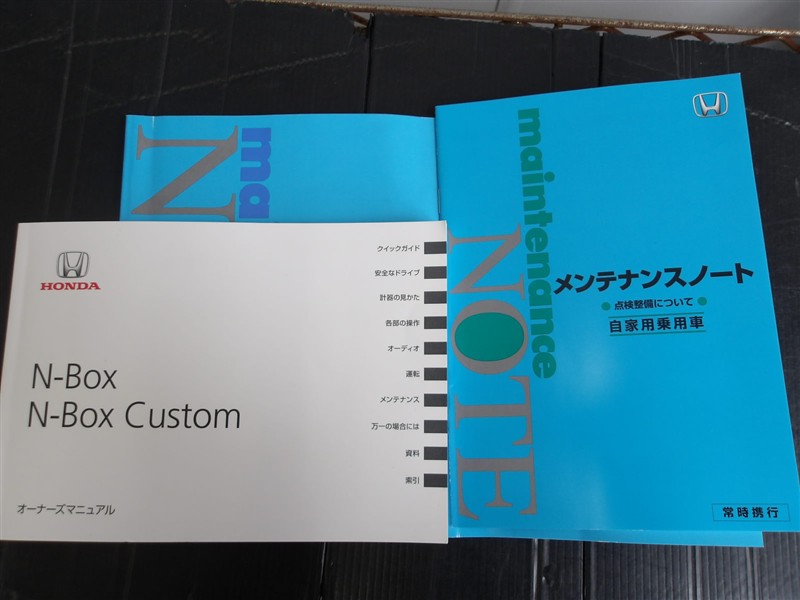 ma
N
HONDA
N-Box
N-Box Custom
オーナーズマニュアル
クイックガイド
安全なドライブ
計器の見かた
各部の操作
オーディオ
運転
メンテナンス
万一の場合には
資料
索引
maintenance
NOTE
メンテナンスノート
点検整備について
自家用乗用車
常時携行